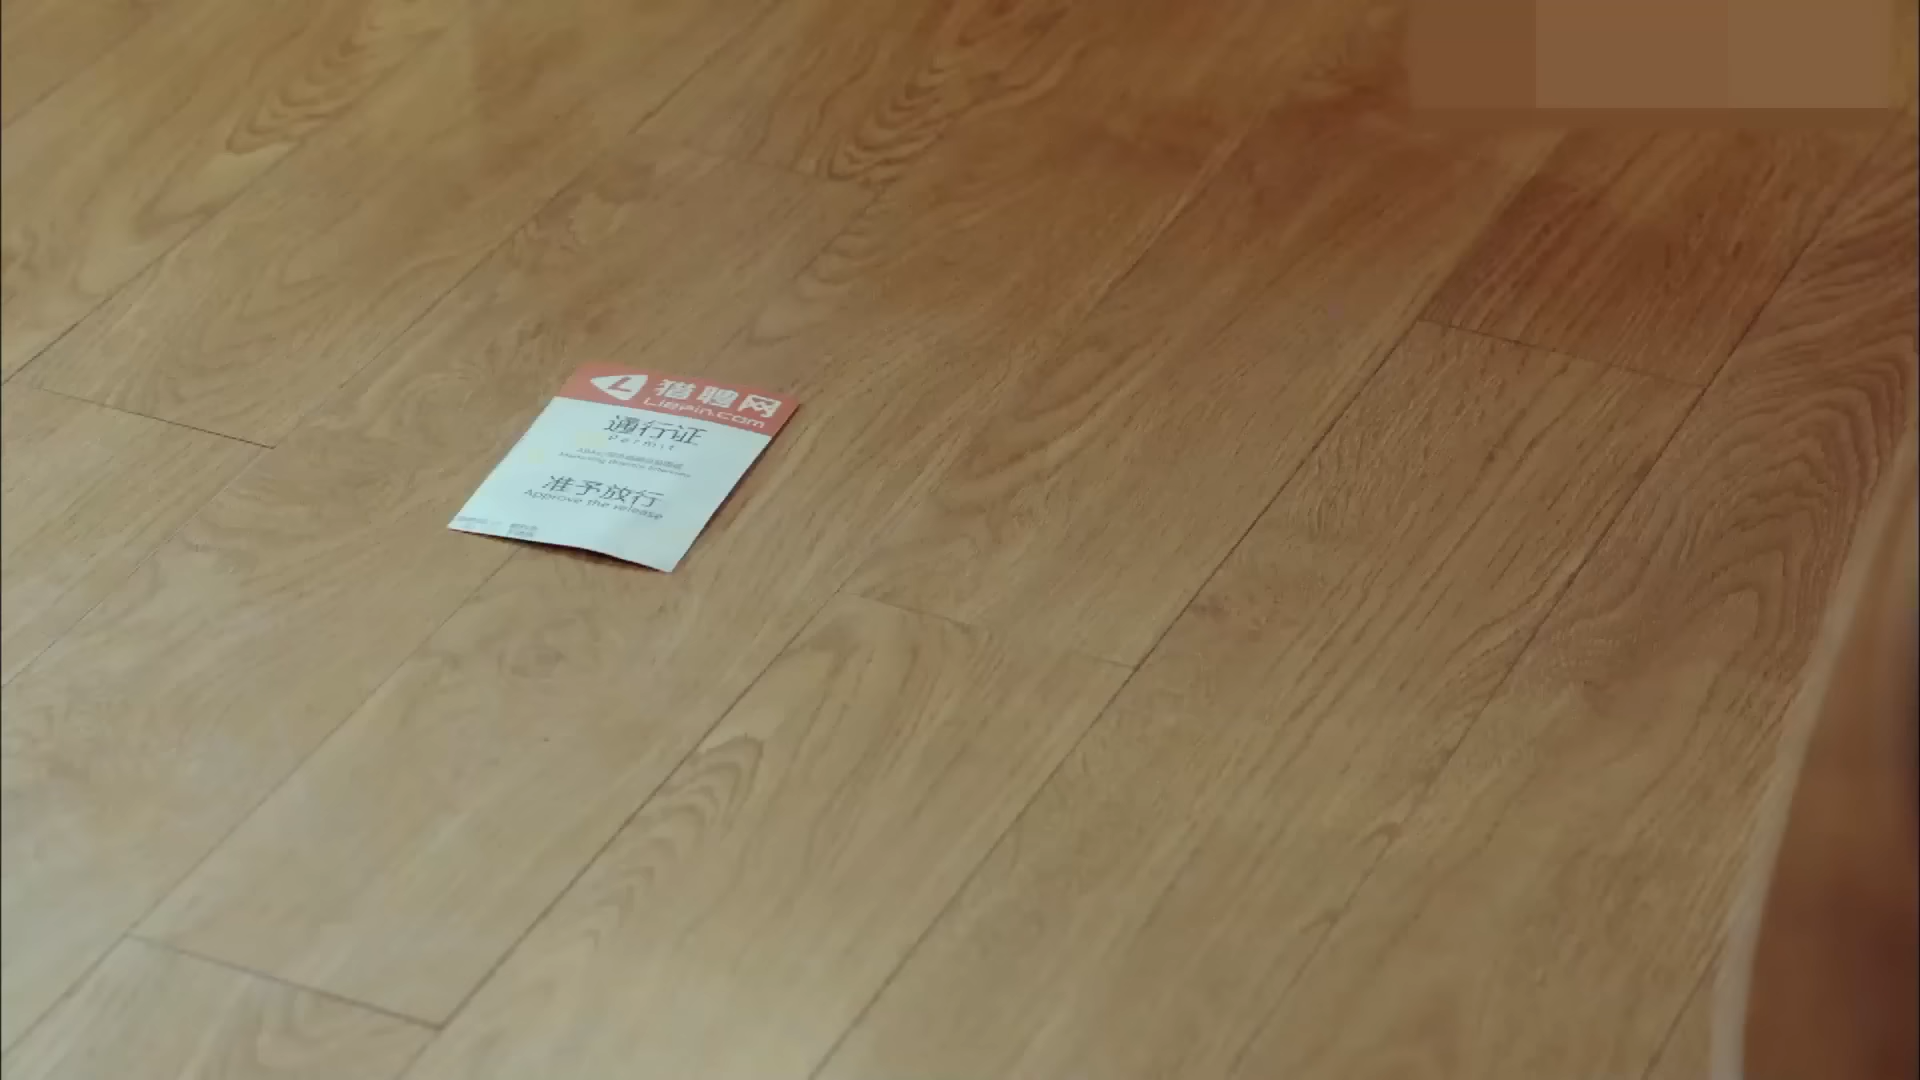 L 猎聘网
Liepin.com
通行证
Permit
准予放行
Approve the release